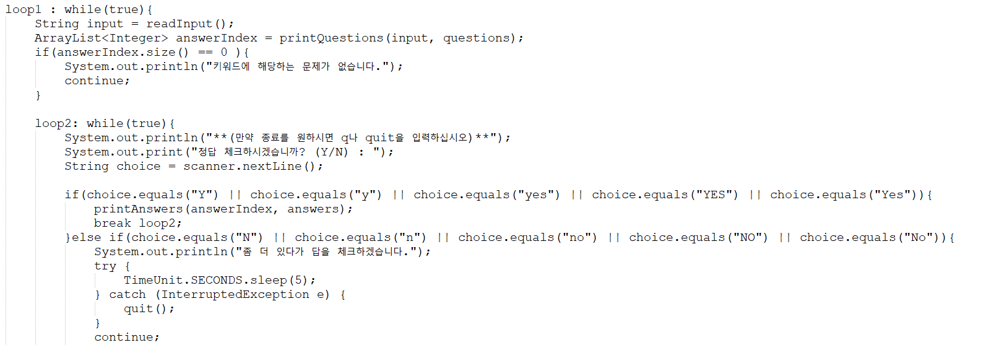 loop1 : while(true){
String input = readInput();
ArrayList<Integer> answerIndex = printQuestions(input, questions);
if(answerIndex.size() == 0 ){
System.out.println("키워드에 해당하는 문제가 없습니다.");
continue;
}
loop2: while(true){
System.out.println("**(만약 종료를 원하시면 q나 quit을 입력하십시오)**");
System.out.print("정답 체크하시겠습니까? (Y/N) : ");
String choice = scanner.nextLine();
if(choice.equals("Y") || choice.equals("y") || choice.equals("yes") || choice.equals("YES") || choice.equals("Yes")){
printAnswers(answerIndex, answers);
break loop2;
}else if(choice.equals("N") || choice.equals("n") || choice.equals("no") || choice.equals("NO") || choice.equals("No")){
System.out.println("좀 더 있다가 답을 체크하겠습니다.");
try {
TimeUnit.SECONDS.sleep(5);
} catch (InterruptedException e) {
quit();
}
continue;